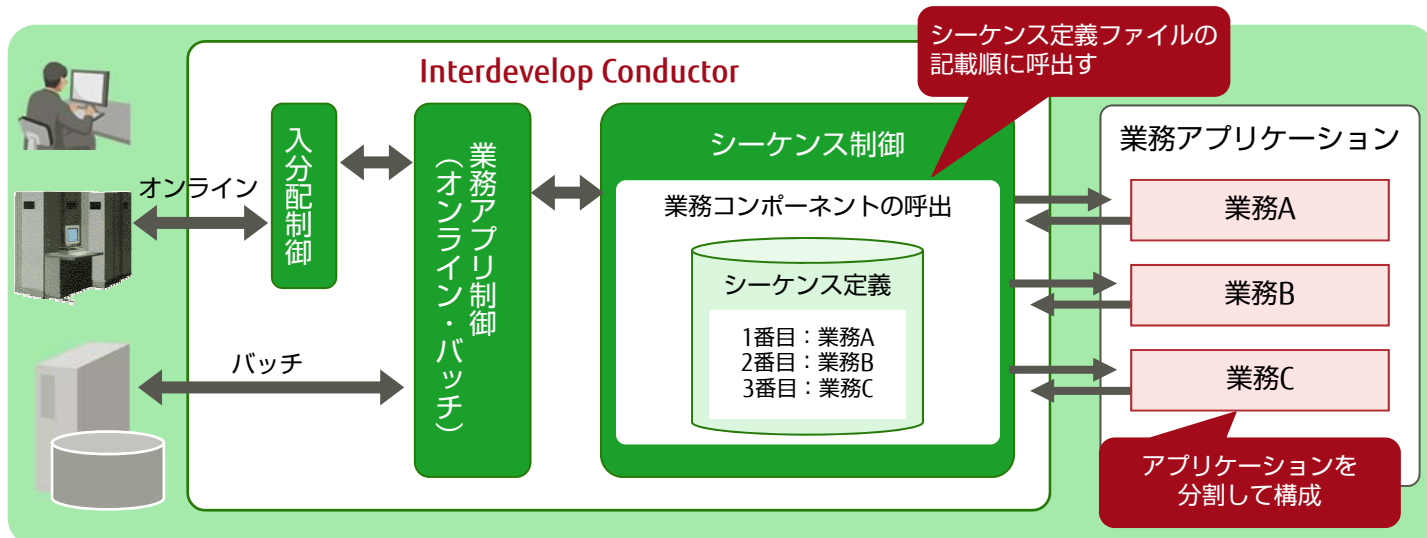 シーケンス定義ファイルの
記載順に呼出す
Interdevelop Conductor
オンライン
バッチ
入分配制御
業務アプリ制御
（オンライン・バッチ）
シーケンス制御
業務コンポーネントの呼出
シーケンス定義
1番目：業務A
2番目：業務B
3番目：業務C
業務アプリケーション
業務A
業務B
業務C
アプリケーションを
分割して構成